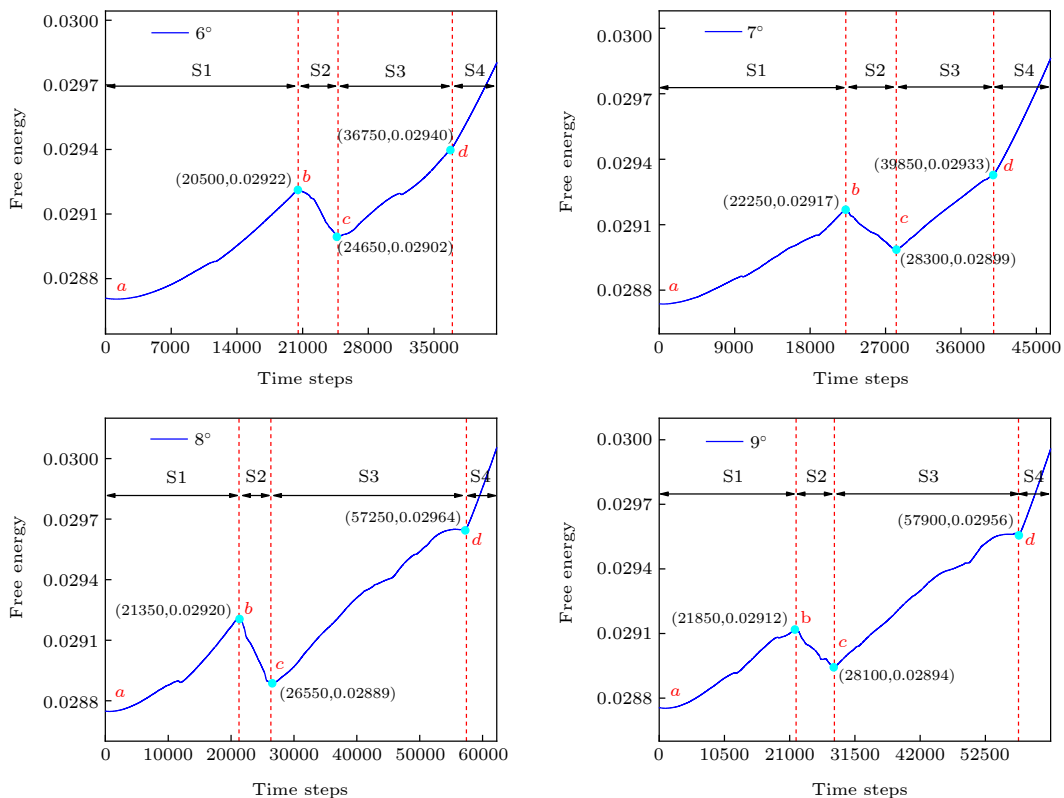 0.0300
6°
S1
S2
S3
S4
0.0297
(36750,0.02940)
0.0294
d
(20500,0.02922)
b
0.0291
c
(24650,0.02902)
0.0288
a
Free energy
0
7000
14000
21000
28000
35000
Time steps
0.0300
7°
S1
S2
S3
S4
0.0297
(39850,0.02933)
0.0294
d
(22250,0.02917)
b
0.0291
c
(28300,0.02899)
0.0288
a
Free energy
0
9000
18000
27000
36000
45000
Time steps
0.0300
8°
S1
S2
S3
S4
0.0297
(57250,0.02964)
d
0.0294
(21350,0.02920)
b
0.0291
c
(26550,0.02889)
0.0288
a
Free energy
0
10000
20000
30000
40000
50000
60000
Time steps
0.0300
9°
S1
S2
S3
S4
0.0297
(57900,0.02956)
d
0.0294
(21850,0.02912)
b
0.0291
c
(28100,0.02894)
0.0288
a
Free energy
0
10500
21000
31500
42000
52500
Time steps